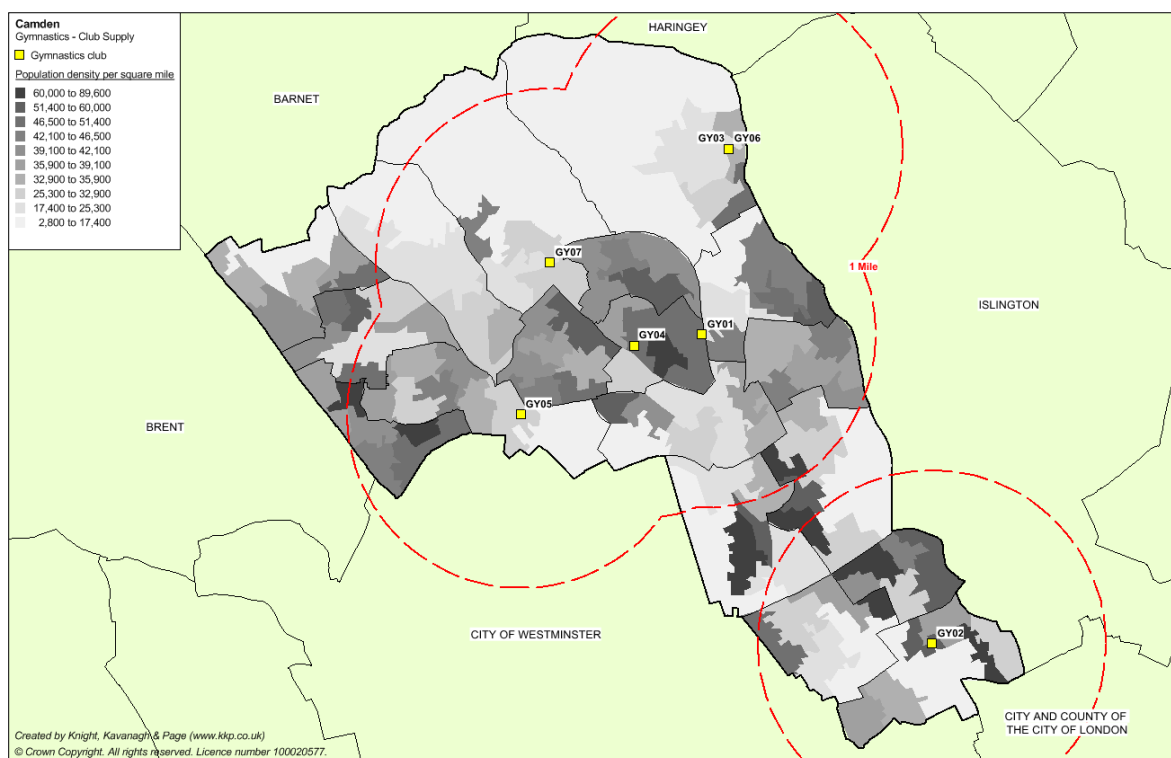 Camden
Gymnastics - Club Supply
Gymnastics club
Population density per square mile
60,000 to 89,600
51,400 to 60,000
46,500 to 51,400
42,100 to 46,500
39,100 to 42,100
35,900 to 39,100
32,900 to 35,900
25,300 to 32,900
17,400 to 25,300
2,800 to 17,400
HARINGEY
BARNET
GY03 GY06
GY07
1 Mile
ISLINGTON
GY01
GY04
GY05
BRENT
CITY OF WESTMINSTER
GY02
CITY AND COUNTY OF
THE CITY OF LONDON
Created by Knight, Kavanagh & Page (www.kkp.co.uk)
© Crown Copyright. All rights reserved. Licence number 100020577.